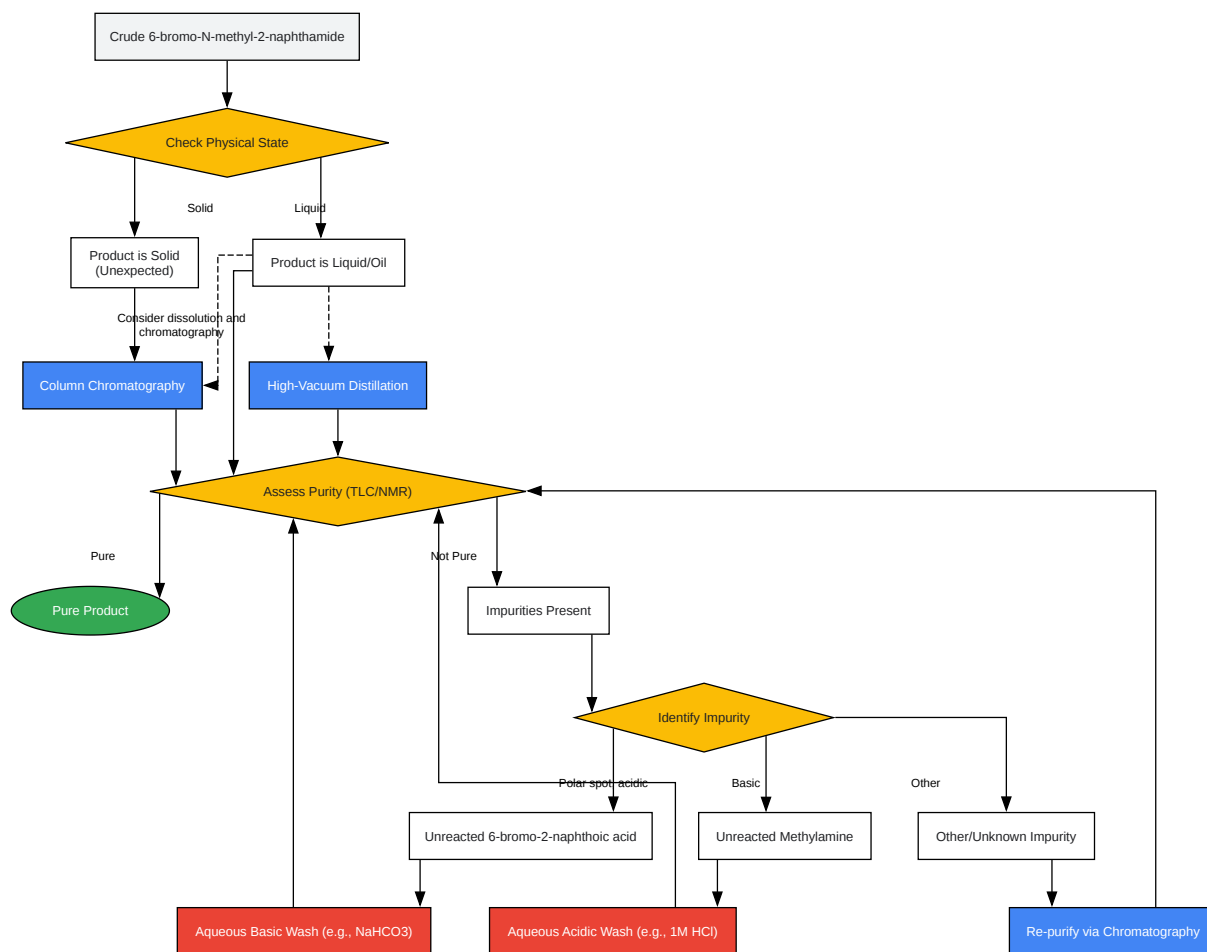 Crude 6-bromo-N-methyl-2-naphthamide
Check Physical State
Solid
Liquid
Product is Solid
(Unexpected)
Product is Liquid/Oil
Consider dissolution and
chromatography
Column Chromatography
High-Vacuum Distillation
Assess Purity (TLC/NMR)
Pure
Not Pure
Pure Product
Impurities Present
Identify Impurity
Polar spot, acidic
Basic
Other
Unreacted 6-bromo-2-naphthoic acid
Unreacted Methylamine
Other/Unknown Impurity
Aqueous Basic Wash (e.g., NaHCO3)
Aqueous Acidic Wash (e.g., 1M HCl)
Re-purify via Chromatography